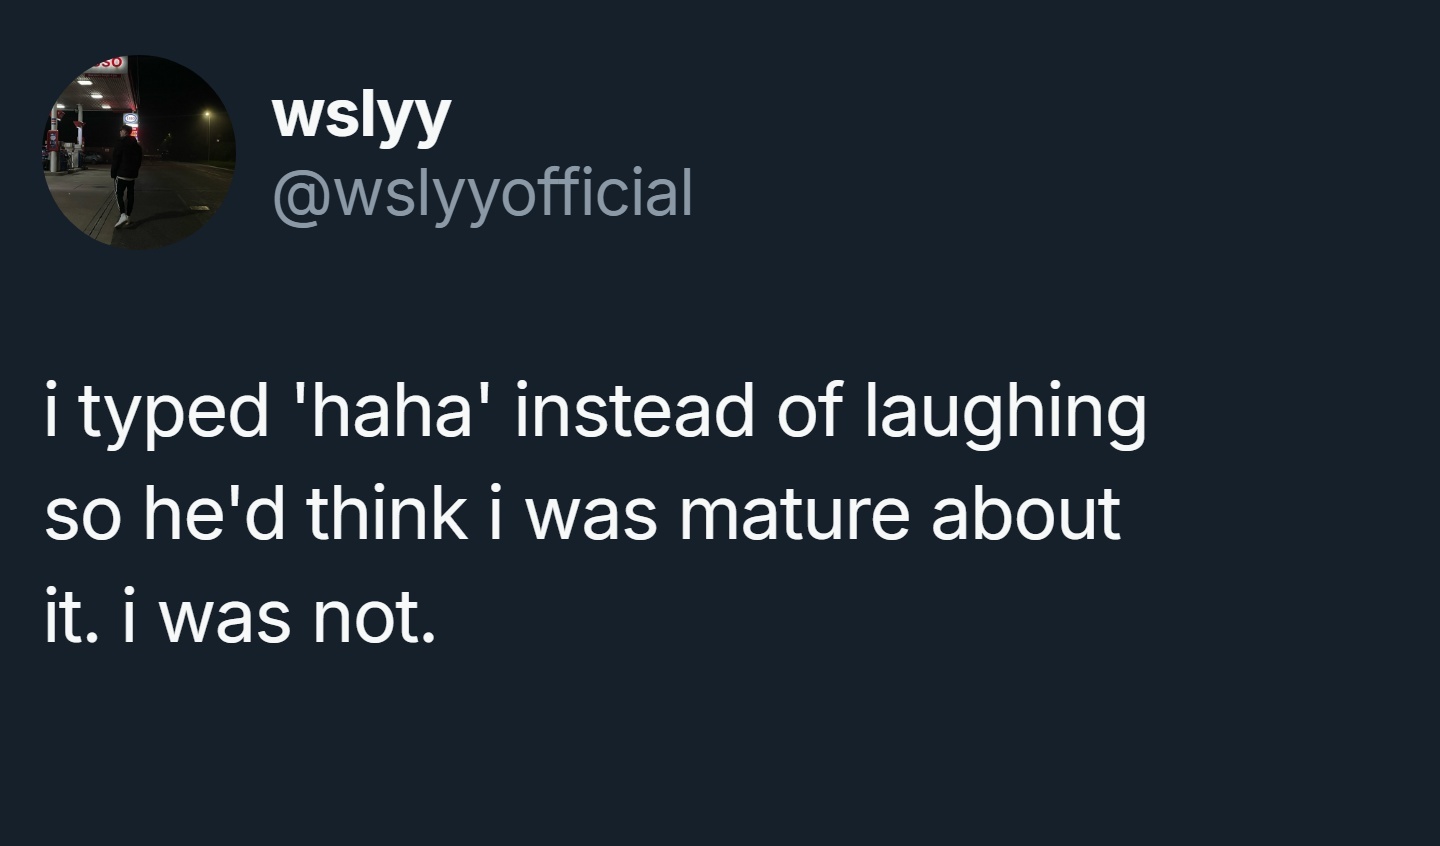 wslyy
@wslyyofficial
i typed 'haha' instead of laughing
so he'd think i was mature about
it. i was not.